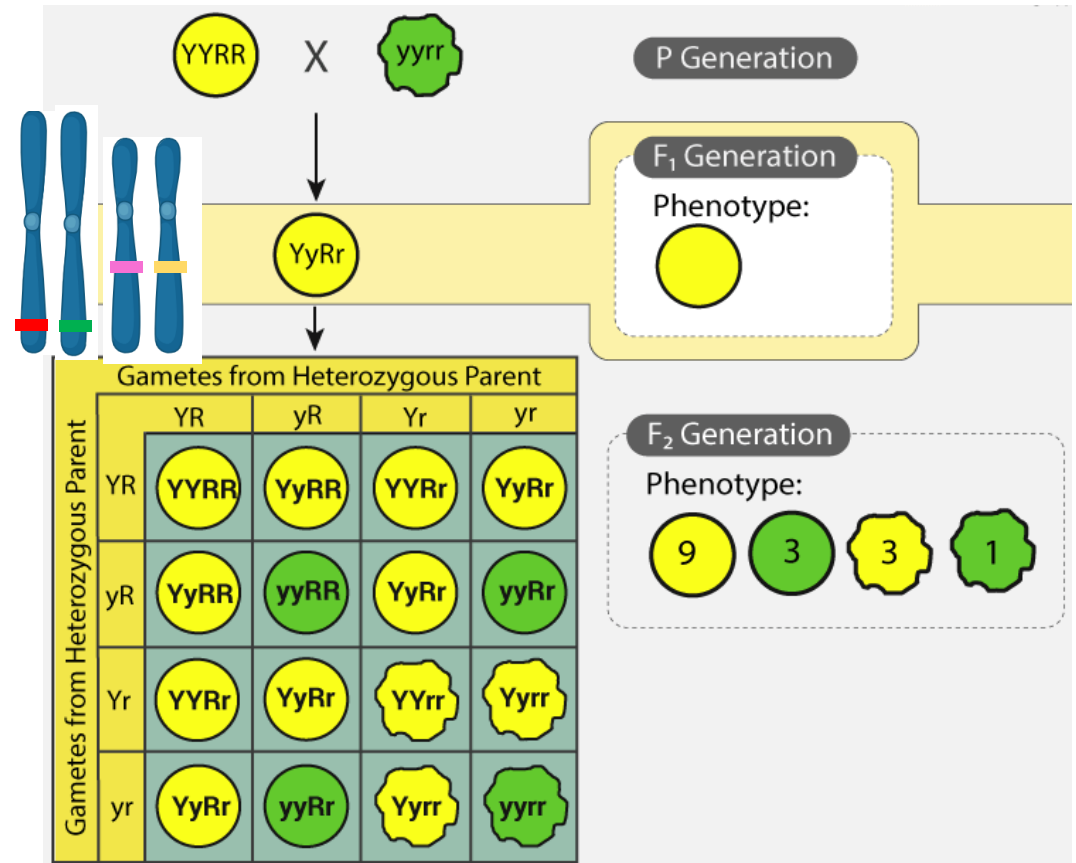 YYRR X yyrr
P Generation
F₁ Generation
Phenotype:
YyRr
Gametes from Heterozygous Parent
Gametes from Heterozygous Parent
YR yR Yr yr
YR YYRR YyRR YYRr YyRr
yR YyRR yyRR YyRr yyRr
Yr YYRr YyRr YYrr Yyrr
yr YyRr yyRr Yyrr yyrr
F₂ Generation
Phenotype:
9 3 3 1